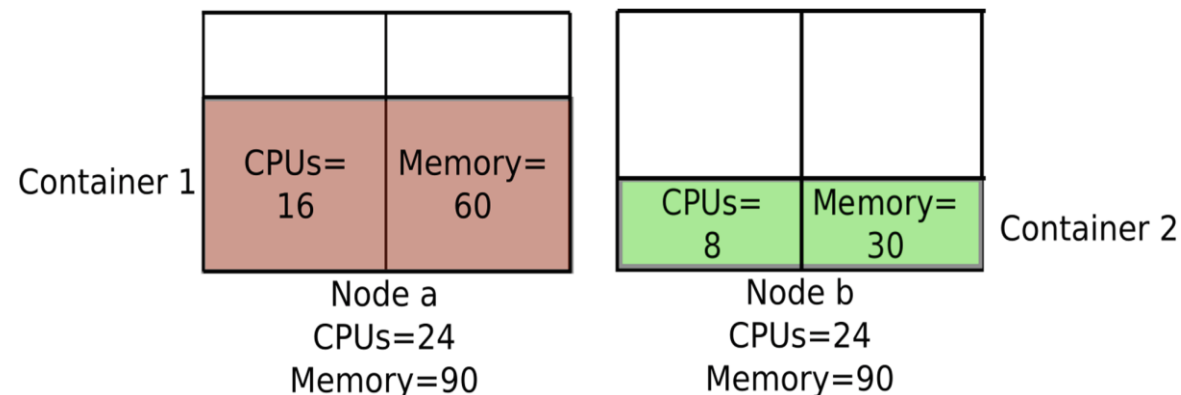 Container 1
CPUs=
16
Memory=
60
Node a
CPUs=24
Memory=90
CPUs=
8
Memory=
30
Container 2
Node b
CPUs=24
Memory=90